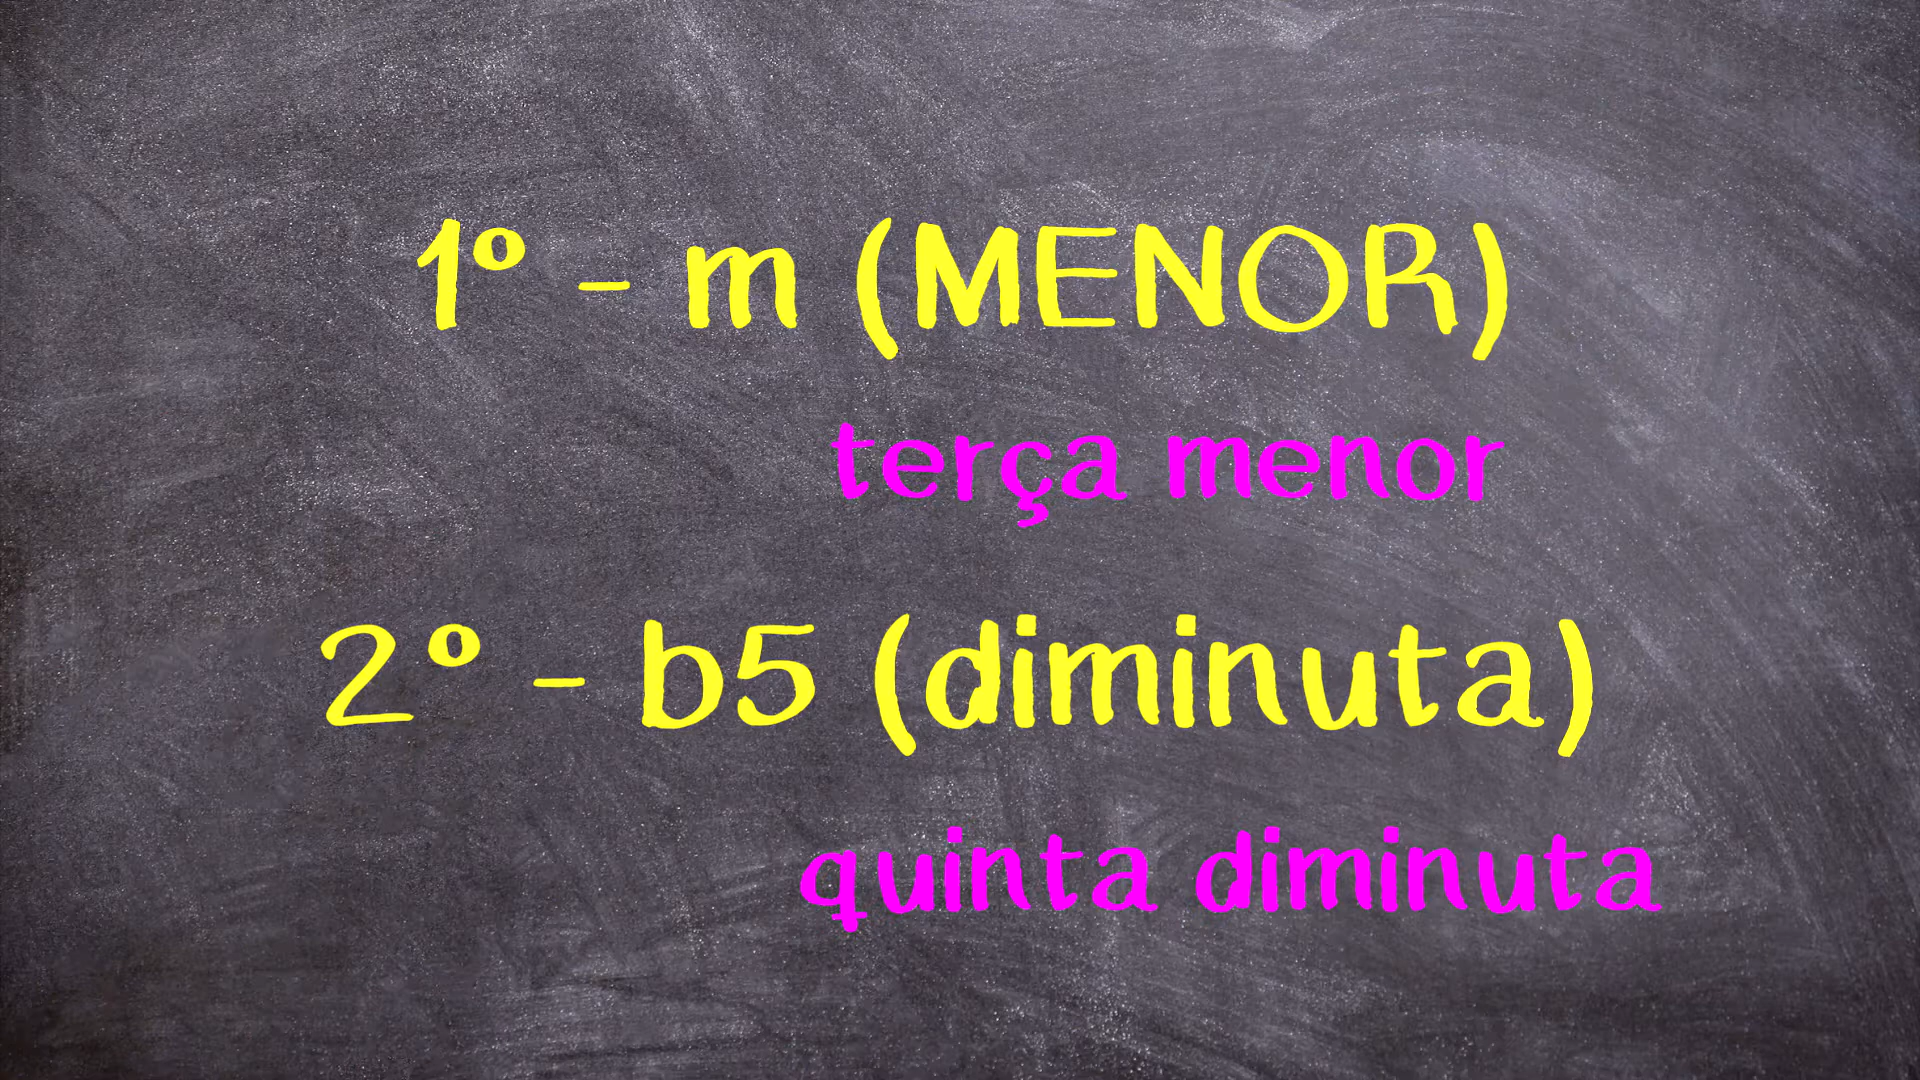 1º - m (MENOR)
terça menor
2º - b5 (diminuta)
quinta diminuta